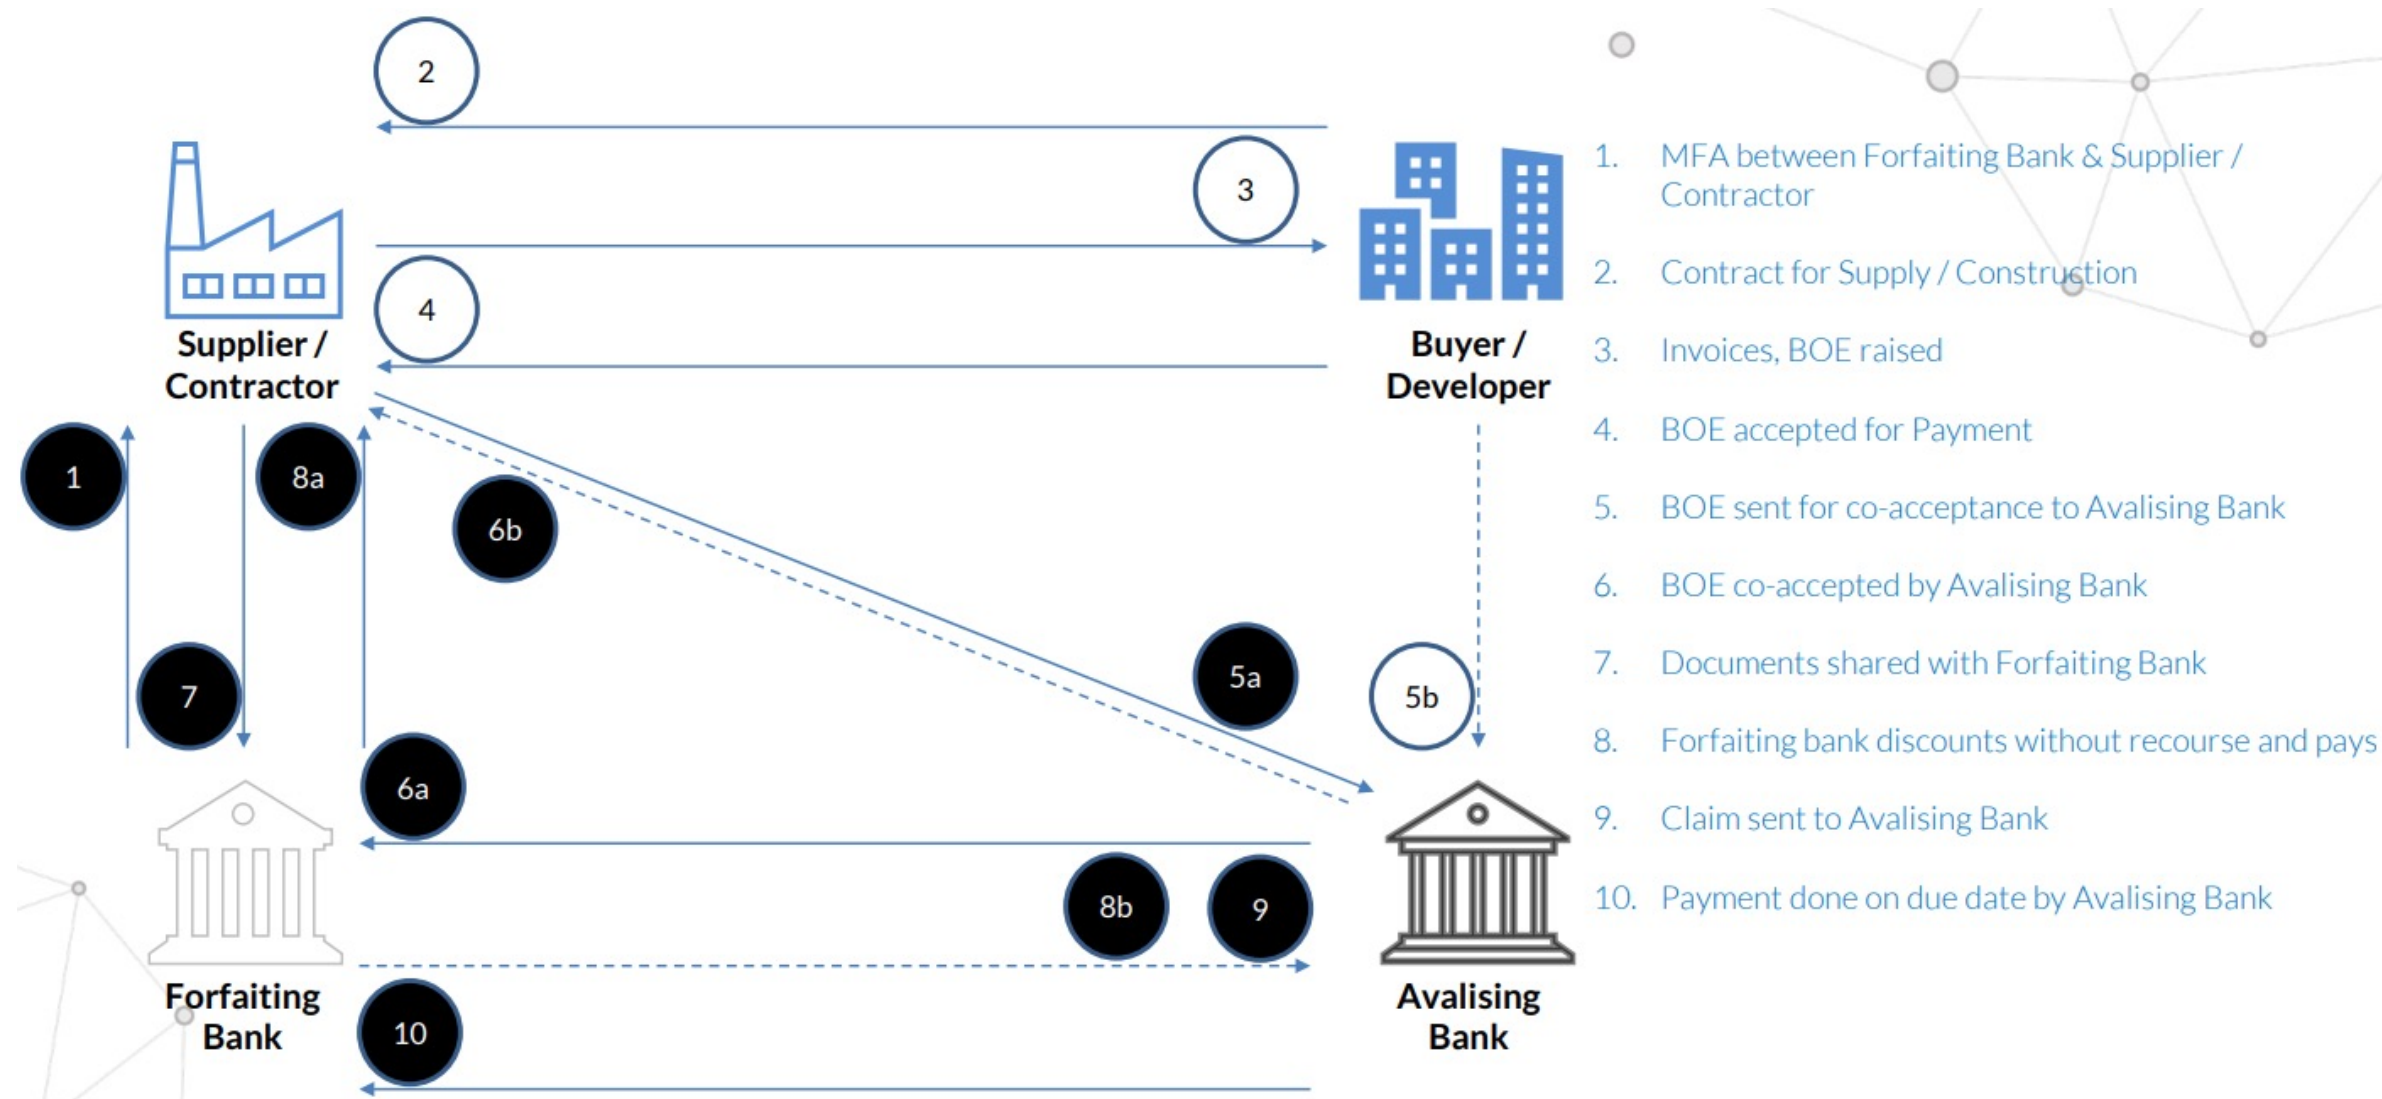 2
3
4
Supplier /
Contractor
Buyer /
Developer
1
8a
6b
7
5a
5b
6a
8b
9
10
Forfaiting
Bank
Avalising
Bank
1. MFA between Forfaiting Bank & Supplier /
Contractor
2. Contract for Supply / Construction
3. Invoices, BOE raised
4. BOE accepted for Payment
5. BOE sent for co-acceptance to Avalising Bank
6. BOE co-accepted by Avalising Bank
7. Documents shared with Forfaiting Bank
8. Forfaiting bank discounts without recourse and pays
9. Claim sent to Avalising Bank
10. Payment done on due date by Avalising Bank